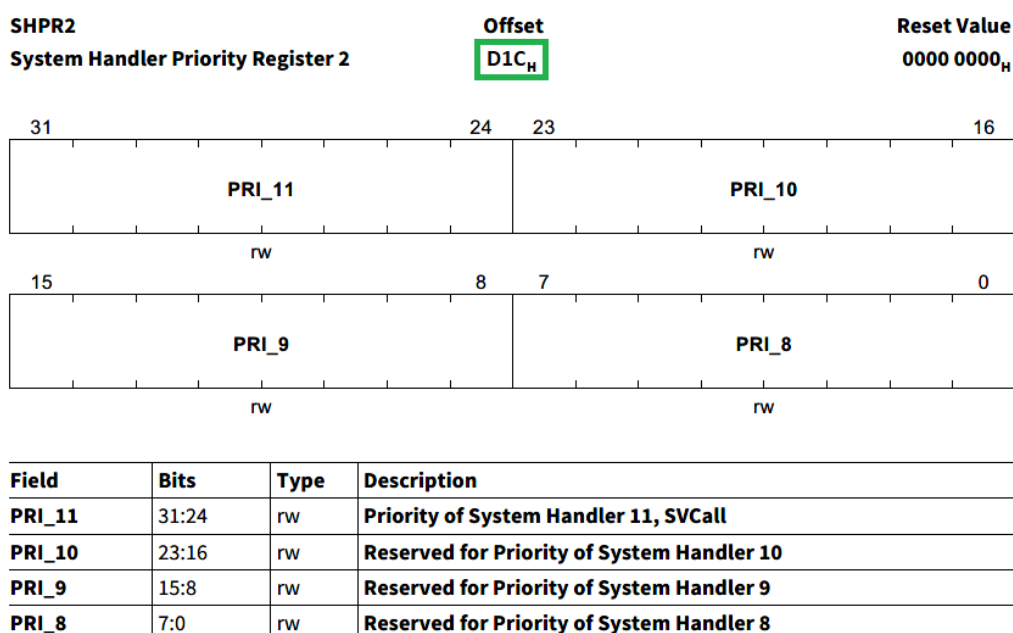 SHPR2 Offset Reset Value
System Handler Priority Register 2 D1CH 0000 0000H
31 24 23 16
PRI_11 PRI_10
rw rw
15 8 7 0
PRI_9 PRI_8
rw rw
Field Bits Type Description
PRI_11 31:24 rw Priority of System Handler 11, SVCall
PRI_10 23:16 rw Reserved for Priority of System Handler 10
PRI_9 15:8 rw Reserved for Priority of System Handler 9
PRI_8 7:0 rw Reserved for Priority of System Handler 8